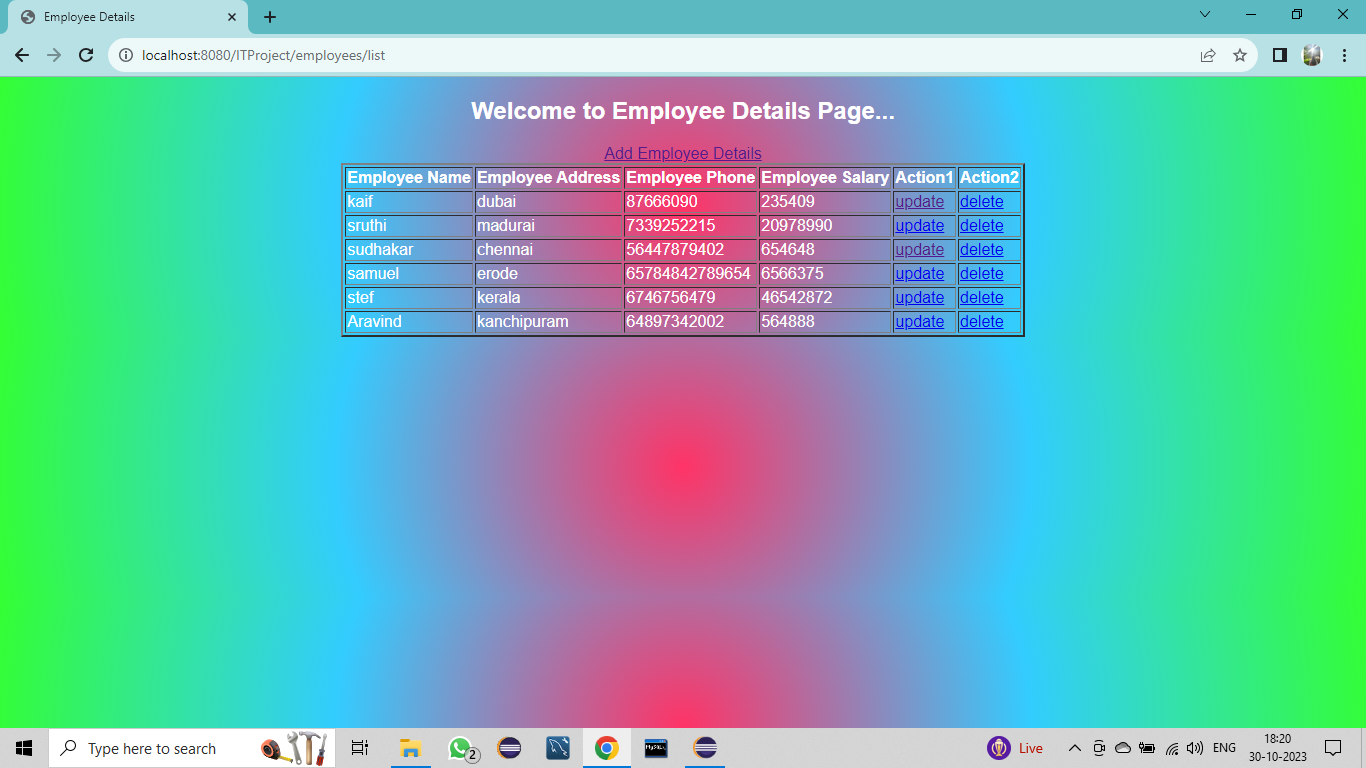 Employee Details
localhost:8080/ITProject/employees/list
Welcome to Employee Details Page...
Add Employee Details
Employee Name Employee Address Employee Phone Employee Salary Action1 Action2
kaif dubai 87666090 235409 update delete
sruthi madurai 7339252215 20978990 update delete
sudhakar chennai 56447879402 654648 update delete
samuel erode 65784842789654 6566375 update delete
stef kerala 6746756479 46542872 update delete
Aravind kanchipuram 64897342002 564888 update delete
Type here to search 2 MySQL Live ENG 18:20
30-10-2023